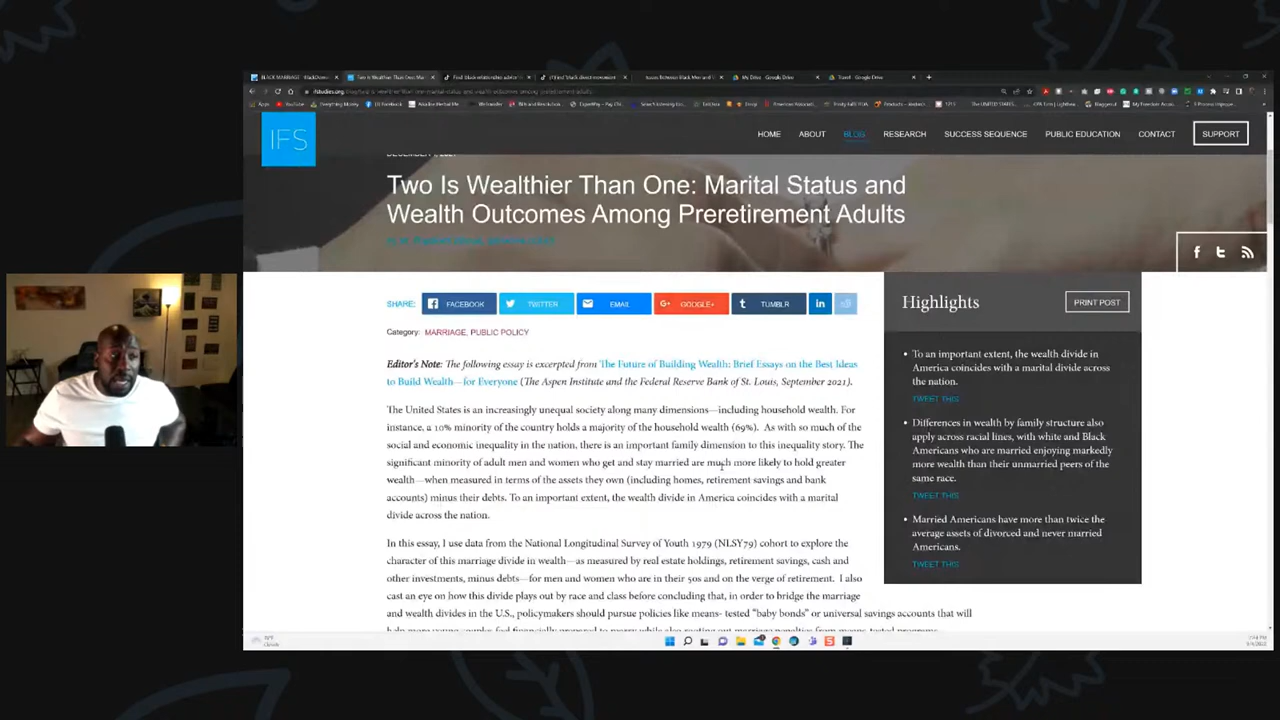 BLACK MARRIAGE
Two Is Wealthier Than One: Mar
My Drive - Google Drive
Travel - Google Drive
Apps
YouTube
IFS
HOME
ABOUT
BLOG
RESEARCH
SUCCESS SEQUENCE
PUBLIC EDUCATION
CONTACT
SUPPORT
Two Is Wealthier Than One: Marital Status and
Wealth Outcomes Among Preretirement Adults
SHARE:
FACEBOOK
TWITTER
EMAIL
GOOGLE+
TUMBLR
Category: MARRIAGE, PUBLIC POLICY
Editor's Note: The following essay is excerpted from The Future of Building Wealth: Brief Essays on the Best Ideas
to Build Wealth—for Everyone (The Aspen Institute and the Federal Reserve Bank of St. Louis, September 2021).
The United States is an increasingly unequal society along many dimensions—including household wealth. For
instance, a 10% minority of the country holds a majority of the household wealth (69%). As with so much of the
social and economic inequality in the nation, there is an important family dimension to this inequality story. The
significant minority of adult men and women who get and stay married are much more likely to hold greater
wealth—when measured in terms of the assets they own (including homes, retirement savings and bank
accounts) minus their debts. To an important extent, the wealth divide in America coincides with a marital
divide across the nation.
In this essay, I use data from the National Longitudinal Survey of Youth 1979 (NLSY79) cohort to explore the
character of this marriage divide in wealth—as measured by real estate holdings, retirement savings, cash and
other investments, minus debts—for men and women who are in their 50s and on the verge of retirement. I also
cast an eye on how this divide plays out by race and class before concluding that, in order to bridge the marriage
and wealth divides in the U.S., policymakers should pursue policies like means- tested "baby bonds" or universal savings accounts that will
Highlights
PRINT POST
• To an important extent, the wealth divide in
America coincides with a marital divide across
the nation.
TWEET THIS
• Differences in wealth by family structure also
apply across racial lines, with white and Black
Americans who are married enjoying markedly
more wealth than their unmarried peers of the
same race.
TWEET THIS
• Married Americans have more than twice the
average assets of divorced and never married
Americans.
TWEET THIS